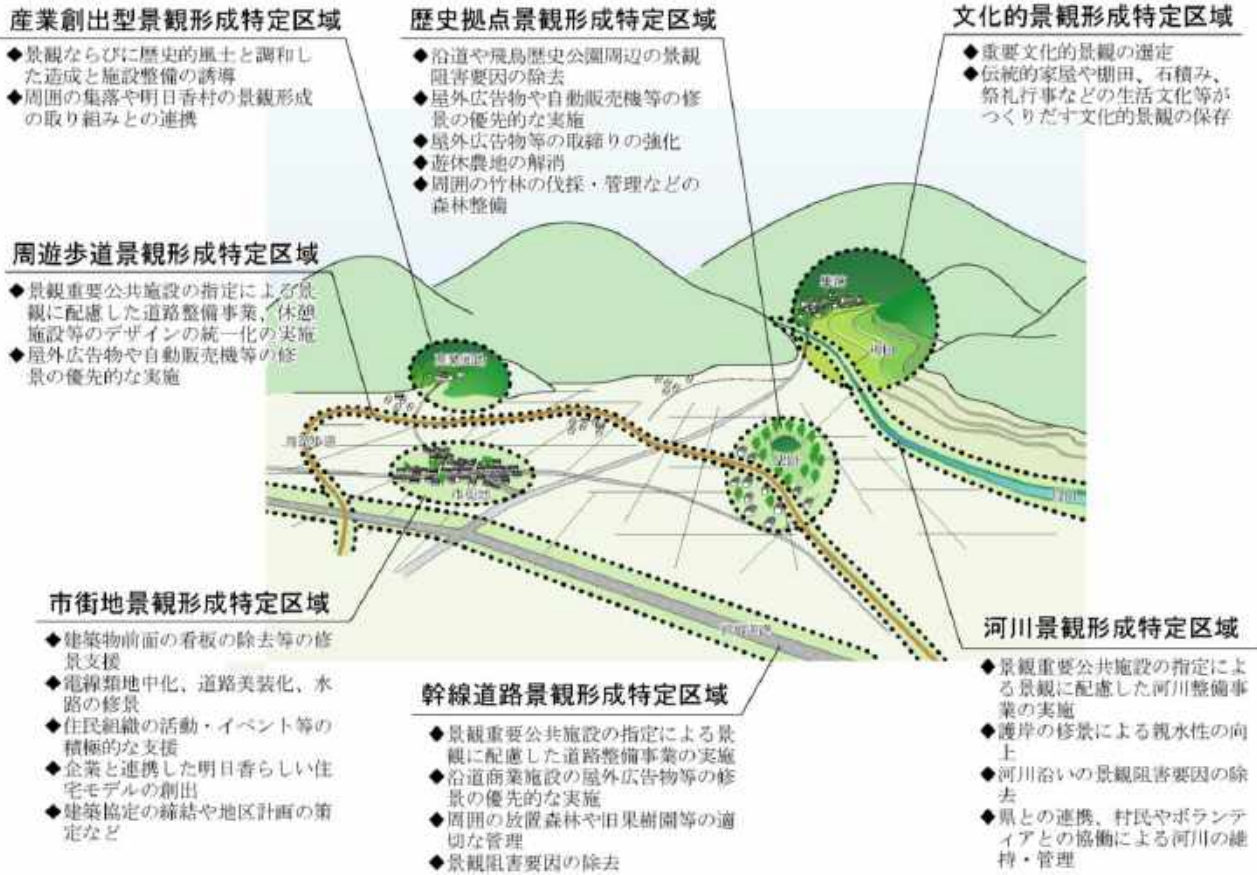 産業創出型景観形成特定区域
◆景観ならびに歴史的風土と調和し
た造成と施設整備の誘導
◆周囲の集落や明日香村の景観形成
の取り組みとの連携
歴史拠点景観形成特定区域
◆沿道や飛鳥歴史公園周辺の景観
阻害要因の除去
◆屋外広告物や自動販売機等の修
景の優先的な実施
◆屋外広告物等の取締りの強化
◆遊休農地の解消
◆周囲の竹林の伐採・管理などの
森林整備
文化的景観形成特定区域
◆重要文化的景観の選定
◆伝統的家屋や棚田、石積み、
祭礼行事などの生活文化等が
つくりだす文化的景観の保存
周遊歩道景観形成特定区域
◆景観重要公共施設の指定による景
観に配慮した道路整備事業、休憩
施設等のデザインの統一化の実施
◆屋外広告物や自動販売機等の修
景の優先的な実施
集落
棚田
史跡
周遊歩道
市街地
河川
幹線道路
市街地景観形成特定区域
◆建築物前面の看板の除去等の修
景支援
◆電線類地中化、道路美装化、水
路の修景
◆住民組織の活動・イベント等の
積極的な支援
◆企業と連携した明日香らしい住
宅モデルの創出
◆建築協定の締結や地区計画の策
定など
幹線道路景観形成特定区域
◆景観重要公共施設の指定による景
観に配慮した道路整備事業の実施
◆沿道商業施設の屋外広告物等の修
景の優先的な実施
◆周囲の放置森林や旧果樹園等の適
切な管理
◆景観阻害要因の除去
河川景観形成特定区域
◆景観重要公共施設の指定によ
る景観に配慮した河川整備事
業の実施
◆護岸の修景による親水性の向
上
◆河川沿いの景観阻害要因の除
去
◆県との連携、村民やボランテ
ィアとの協働による河川の維
持・管理